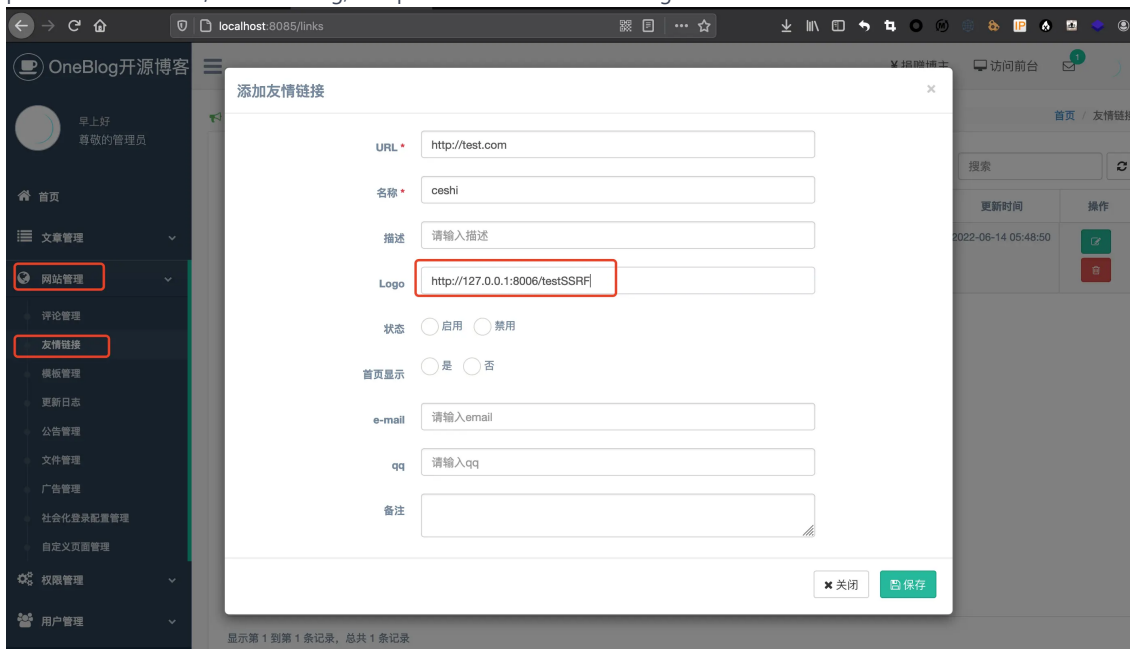 localhost:8085/links
OneBlog开源博客
¥捐赠博主
访问前台
1
添加友情链接
×
早上好
尊敬的管理员
首页 / 友情链接
URL *
http://test.com
搜索
首页
名称 *
ceshi
更新时间
操作
文章管理
描述
请输入描述
2022-06-14 05:48:50
网站管理
Logo
http://127.0.0.1:8006/testSSRF
评论管理
状态
启用
禁用
友情链接
模板管理
首页显示
是
否
更新日志
e-mail
请输入email
公告管理
文件管理
qq
请输入qq
广告管理
社会化登录配置管理
备注
自定义页面管理
权限管理
×关闭
保存
用户管理
显示第 1 到第 1 条记录，总共 1 条记录